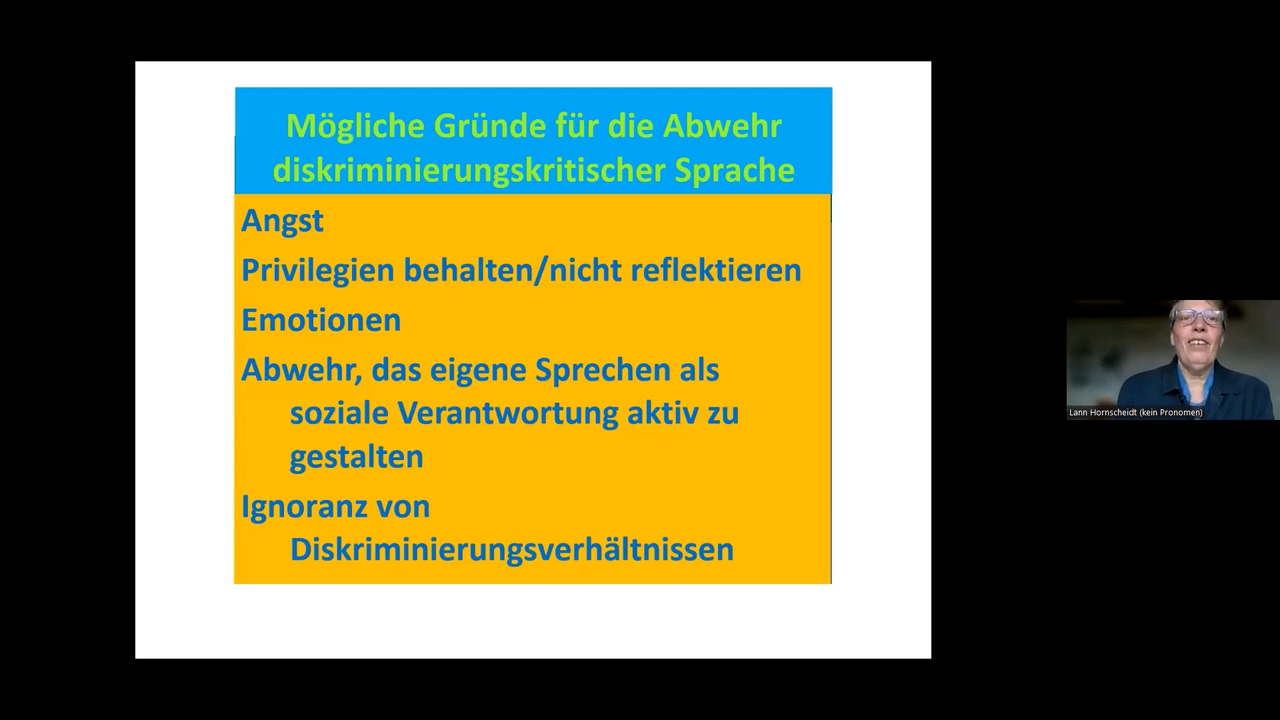 Mögliche Gründe für die Abwehr
diskriminierungskritischer Sprache
Angst
Privilegien behalten/nicht reflektieren
Emotionen
Abwehr, das eigene Sprechen als
soziale Verantwortung aktiv zu
gestalten
Ignoranz von
Diskriminierungsverhältnissen
Lann Hornscheidt (kein Pronomen)